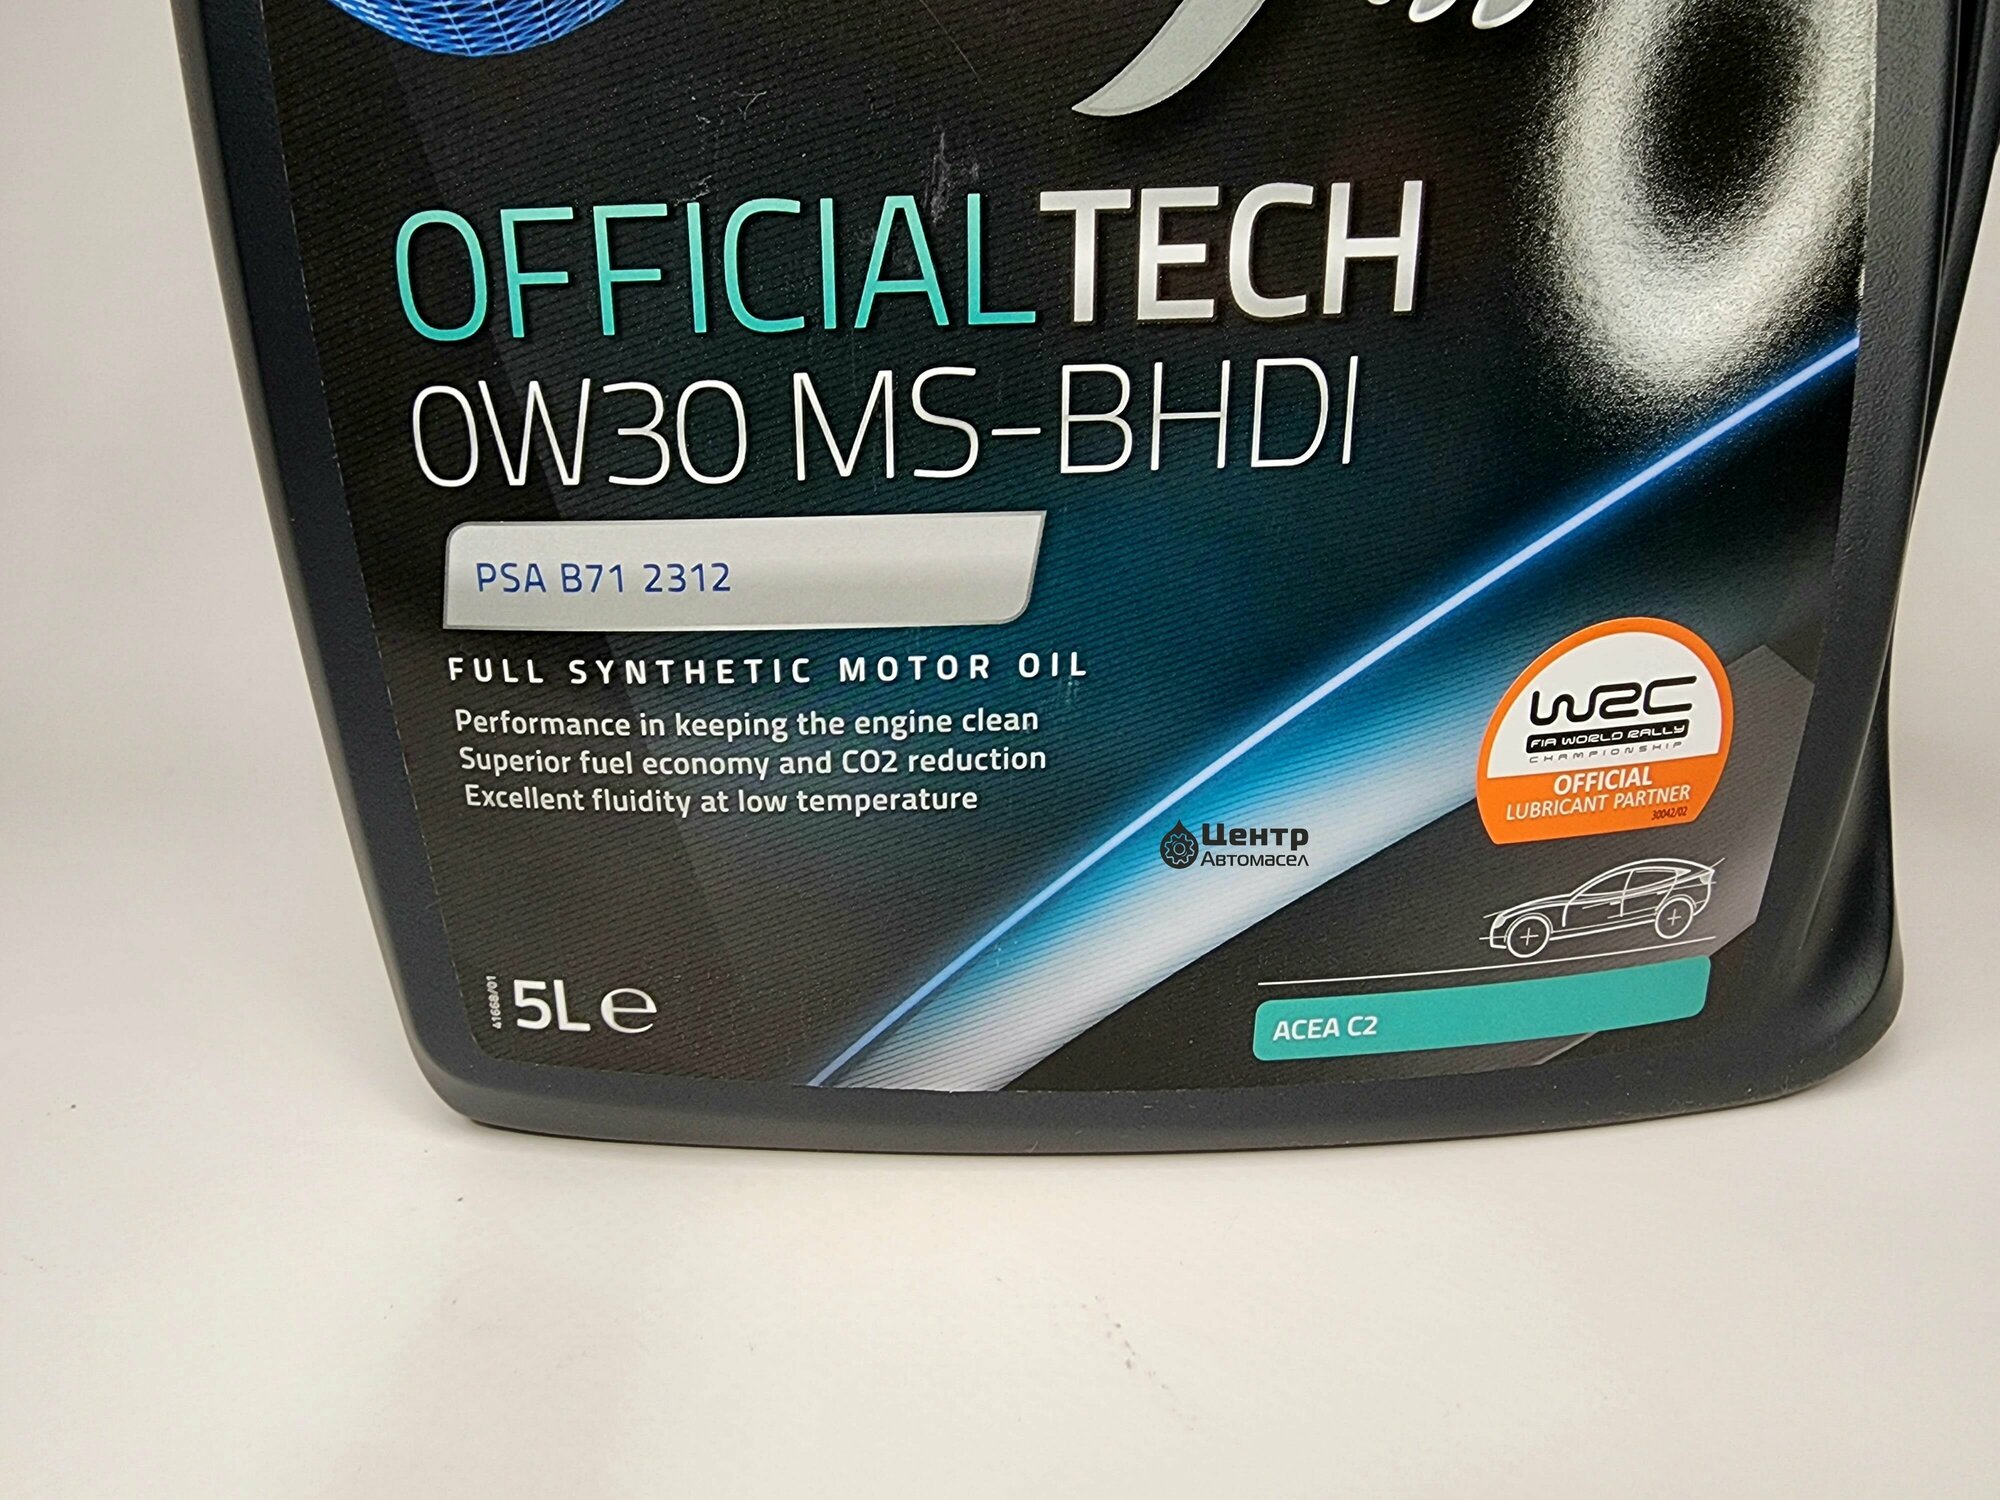 OFFICIALTECH
0W30 MS-BHDI
PSA B71 2312
FULL SYNTHETIC MOTOR OIL
Performance in keeping the engine clean
Superior fuel economy and CO2 reduction
Excellent fluidity at low temperature
WRC
FIA WORLD RALLY
CHAMPIONSHIP
OFFICIAL
LUBRICANT PARTNER
30042/02
Центр
Автомасел
41668/01
5L e
ACEA C2